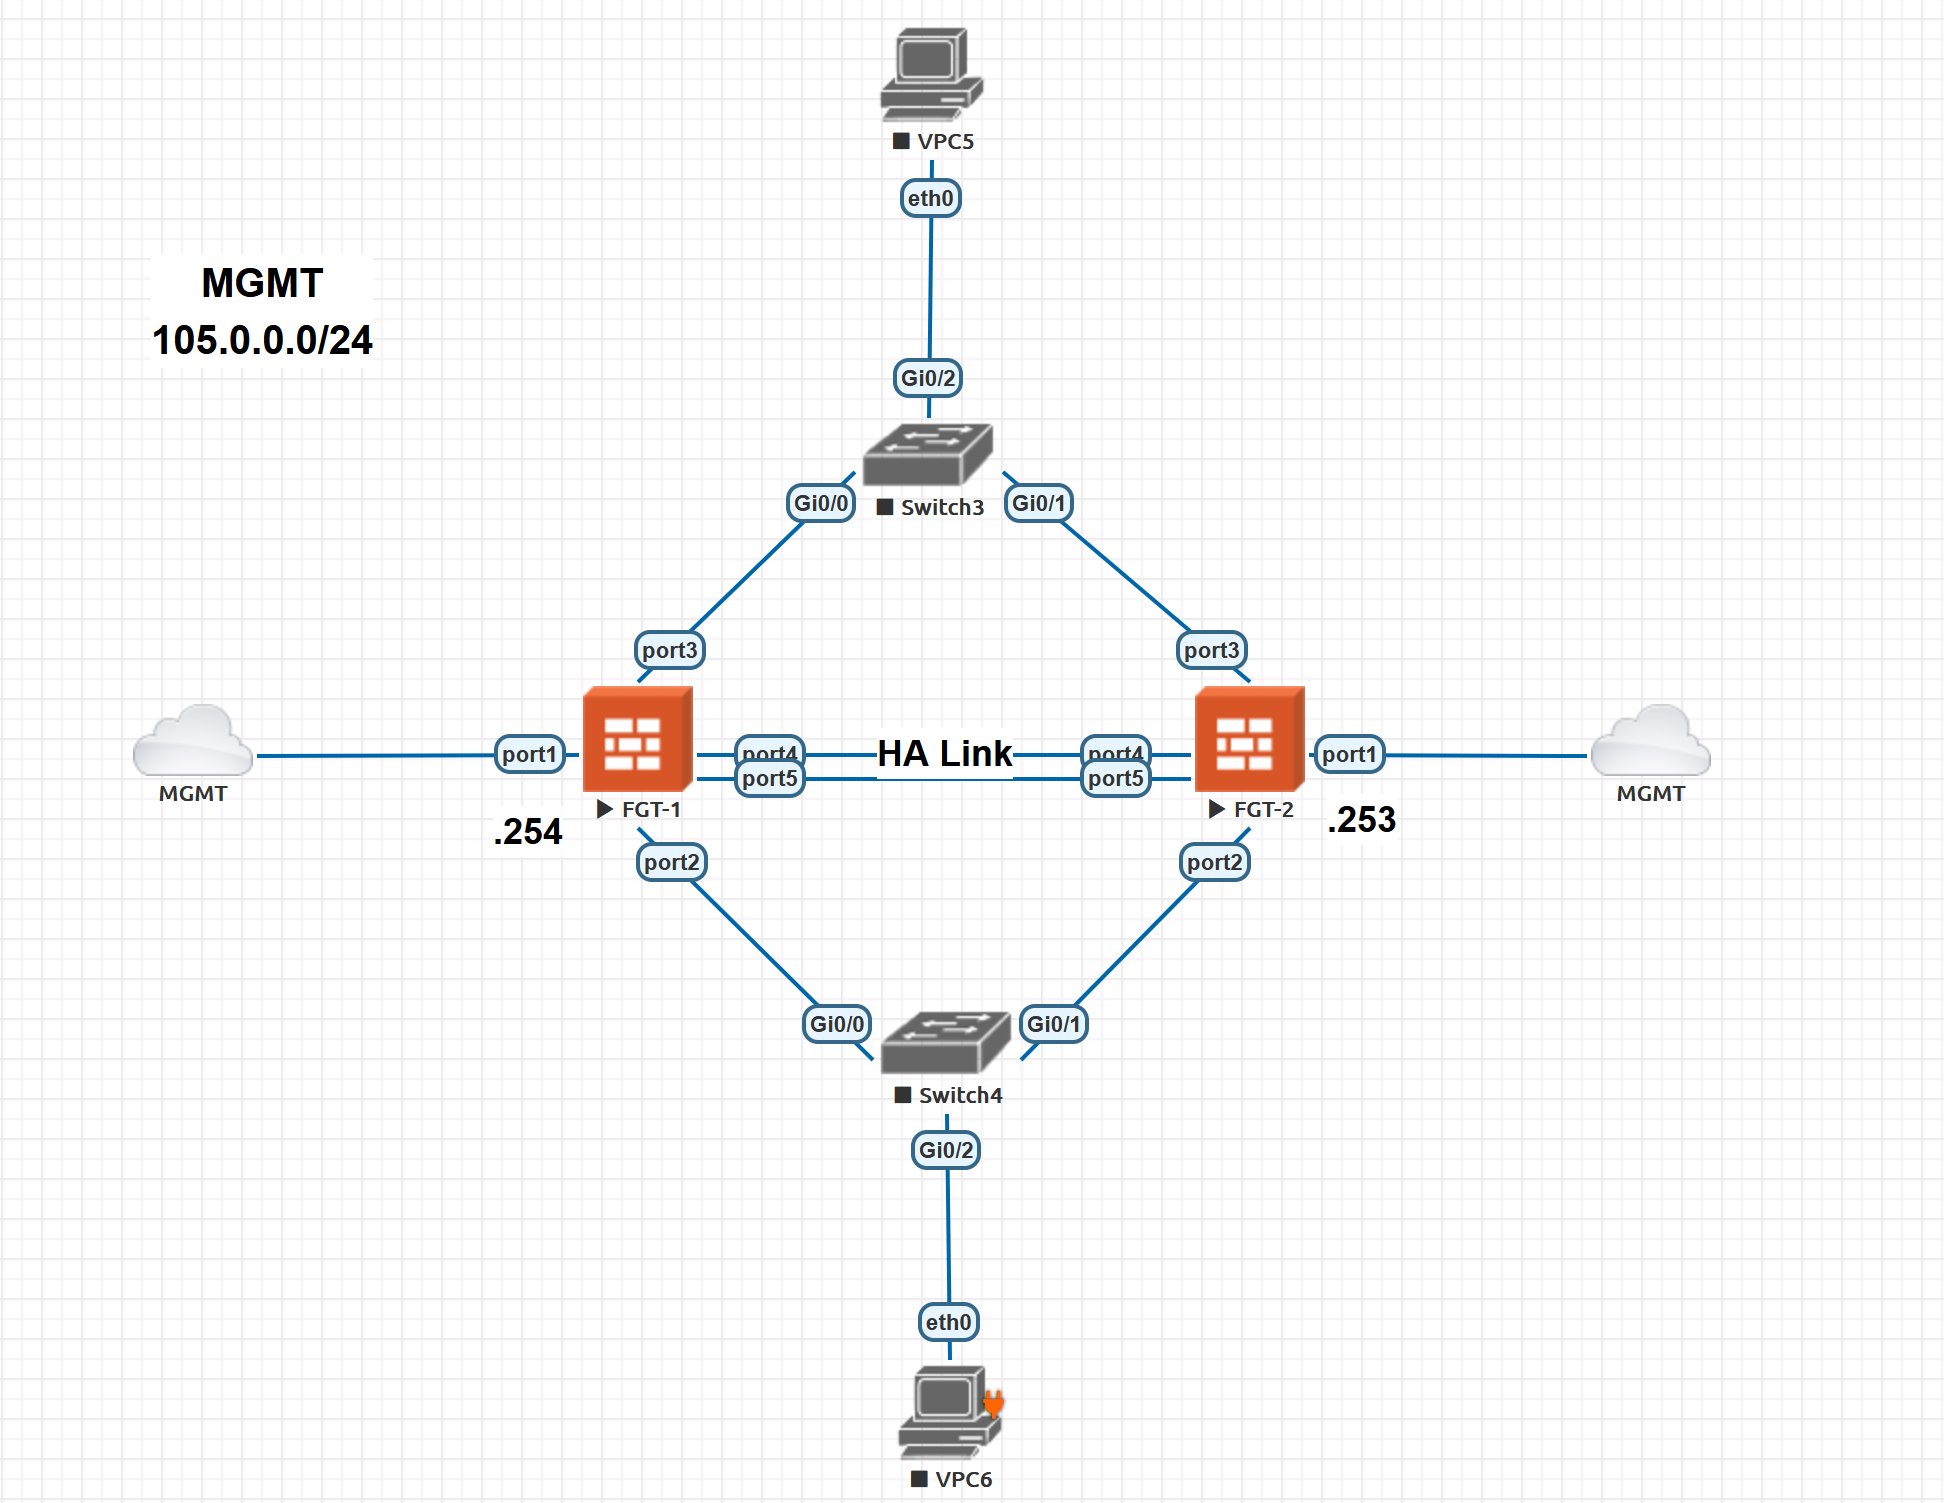 VPC5
eth0
MGMT
105.0.0.0/24
Gi0/2
Gi0/0
Switch3
Gi0/1
port3
port3
port1
port4
HA Link
port4
port1
port5
port5
MGMT
MGMT
FGT-1
FGT-2
.254
.253
port2
port2
Gi0/0
Gi0/1
Switch4
Gi0/2
eth0
VPC6